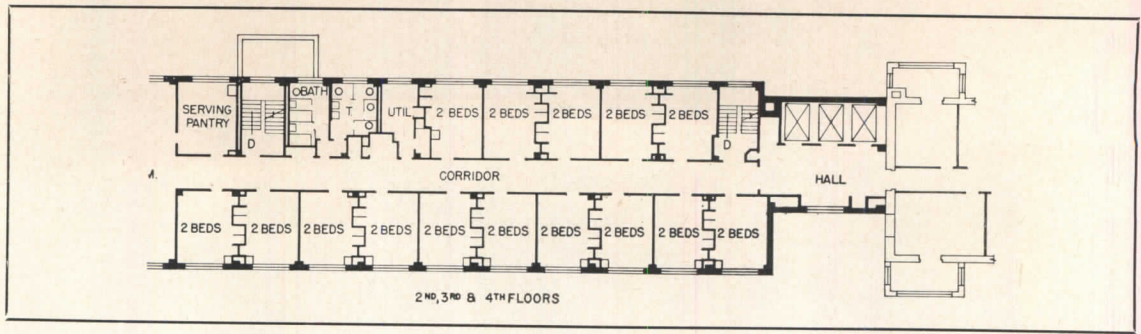 SERVING
PANTRY
D
BATH
T.
UTIL.
2 BEDS 2 BEDS 2 BEDS 2 BEDS 2 BEDS
D
CORRIDOR
HALL
2 BEDS 2 BEDS 2 BEDS 2 BEDS 2 BEDS 2 BEDS 2 BEDS 2 BEDS 2 BEDS 2 BEDS
2ND, 3RD & 4TH FLOORS